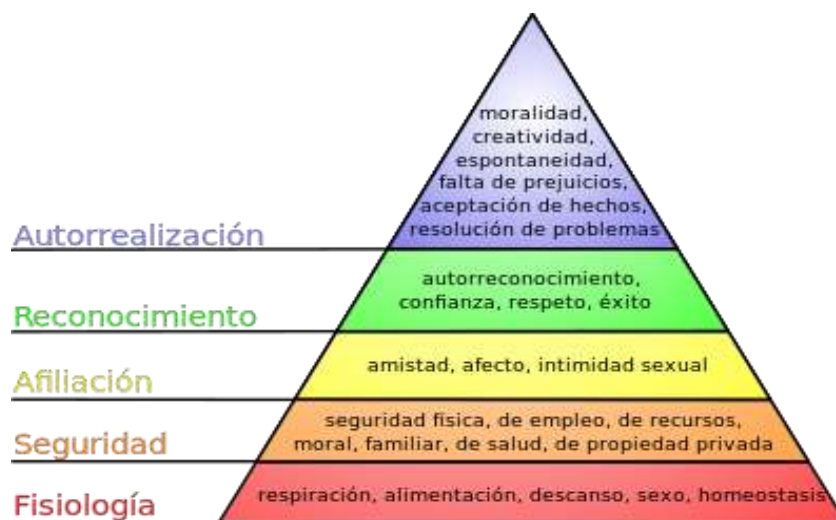 moralidad,
creatividad,
espontaneidad,
falta de prejuicios,
aceptación de hechos,
resolución de problemas
Autorrealización
autorreconocimiento,
confianza, respeto, éxito
Reconocimiento
amistad, afecto, intimidad sexual
Afiliación
seguridad física, de empleo, de recursos,
moral, familiar, de salud, de propiedad privada
Seguridad
respiración, alimentación, descanso, sexo, homeostasis
Fisiología